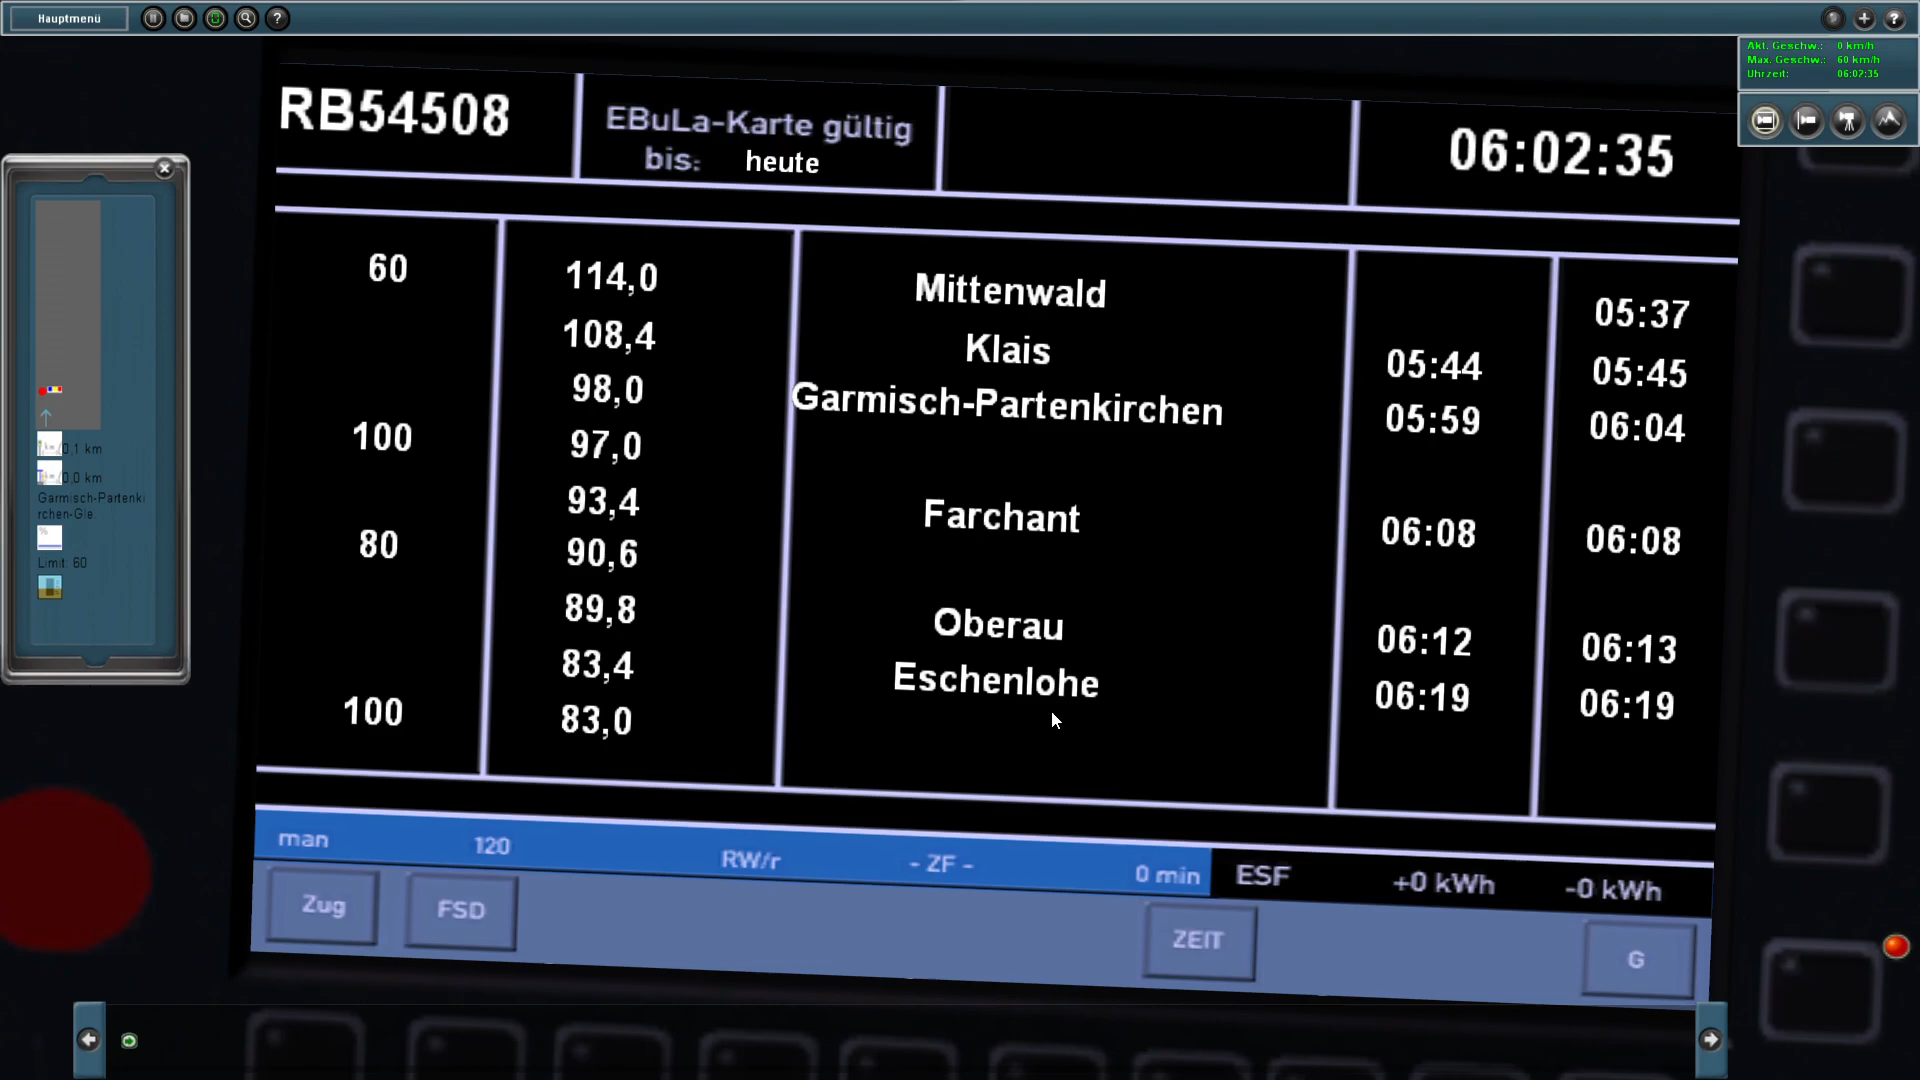 Hauptmenü
Akt. Geschw.: 0 km/h
Max. Geschw.: 60 km/h
Uhrzeit: 06:02:35
RB54508
EBuLa-Karte gültig
bis: heute
06:02:35
60 114,0 Mittenwald 05:37
108,4 Klais 05:44 05:45
98,0 Garmisch-Partenkirchen 05:59 06:04
100 97,0
93,4 Farchant 06:08 06:08
80 90,6
89,8 Oberau 06:12 06:13
83,4 Eschenlohe 06:19 06:19
100 83,0
0,1 km
0,0 km
Garmisch-Partenki
rchen-Gle.
Limit: 60
man 120 RW/r - ZF - 0 min ESF +0 kWh -0 kWh
Zug FSD ZEIT G